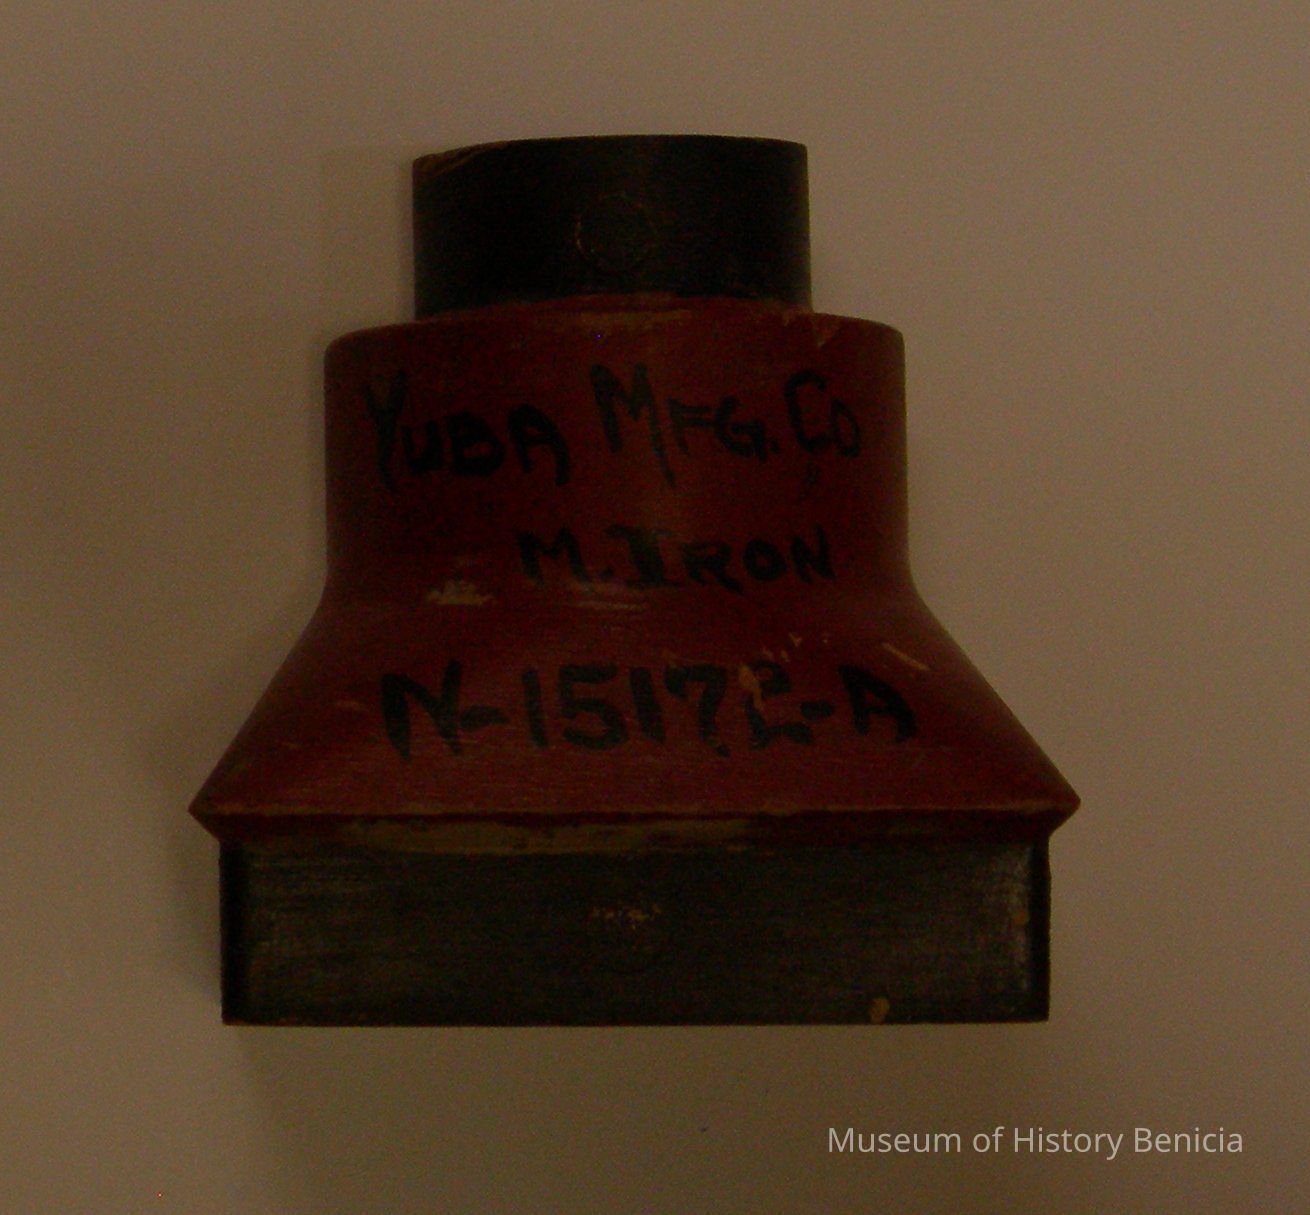 YUBA MFG. CO
M. IRON
N-15172-A
Museum of History Benicia